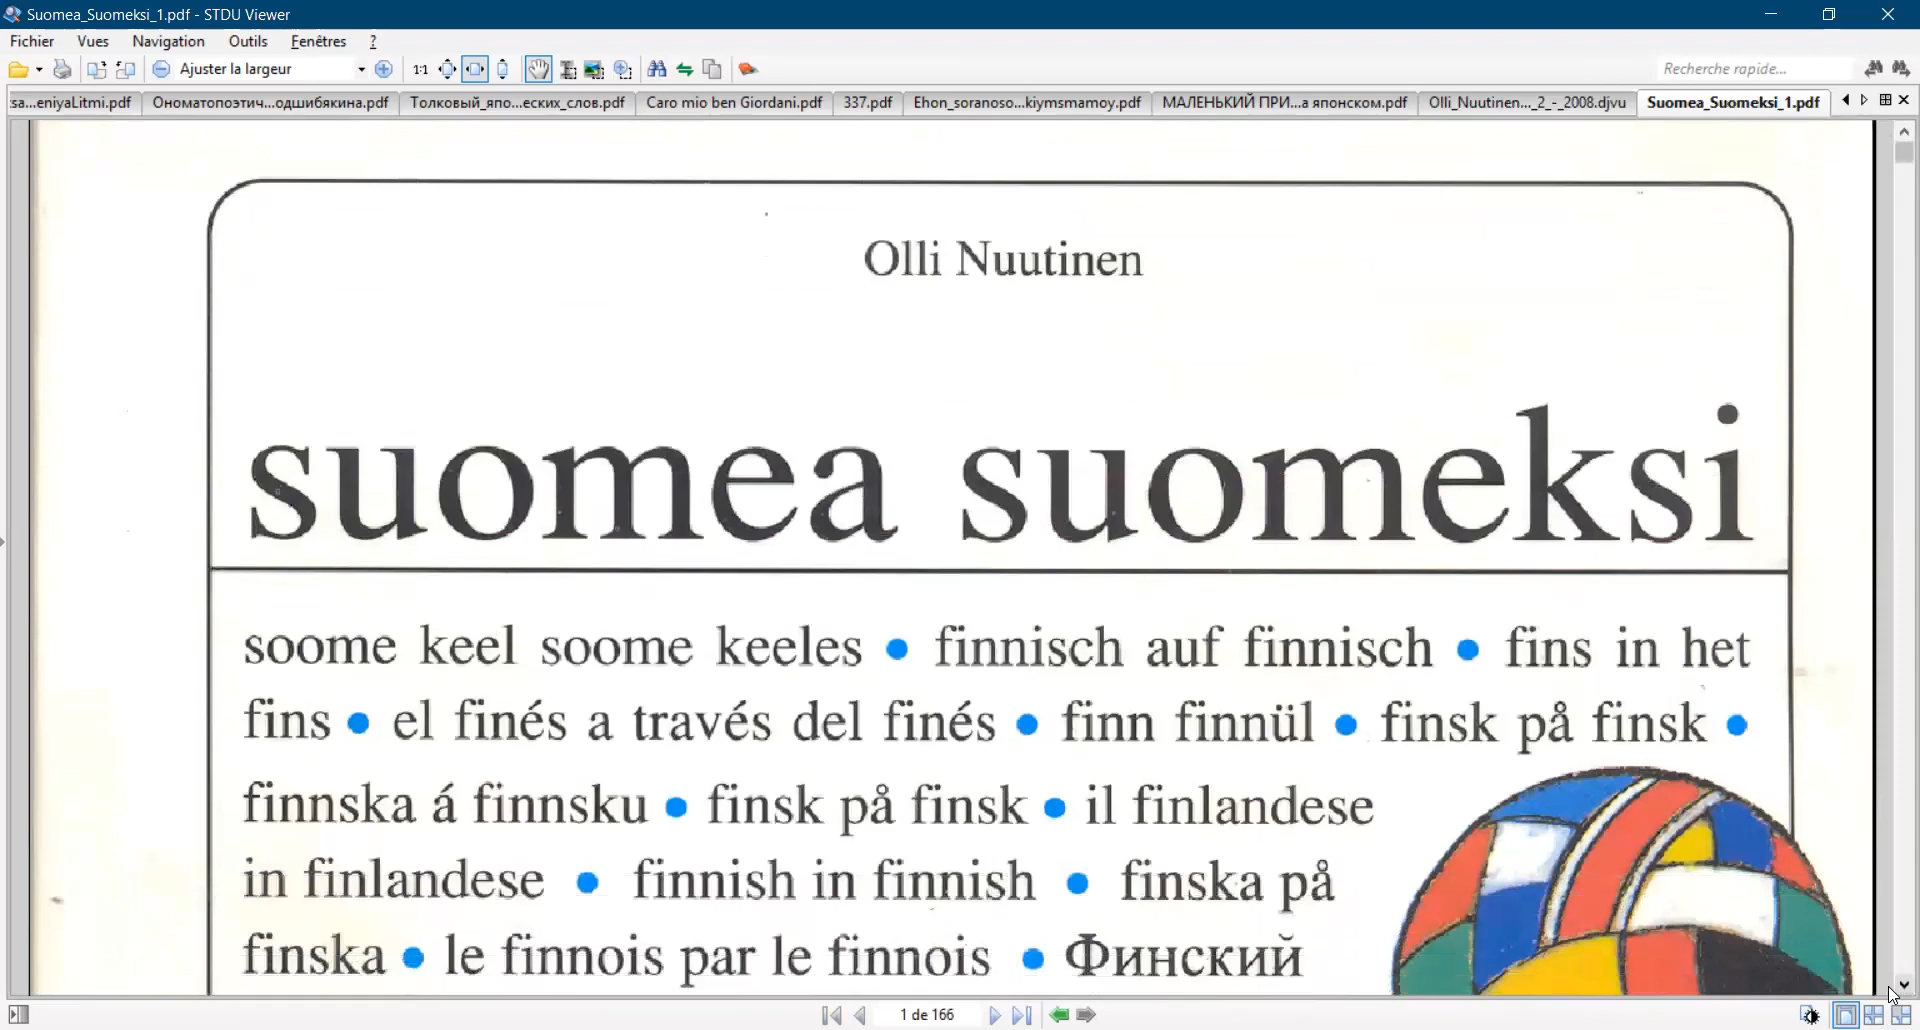 Suomea_Suomeksi_1.pdf - STDU Viewer
Fichier Vues Navigation Outils Fenêtres ?
Ajuster la largeur 1:1 Recherche rapide...
sa...eniyaLitmi.pdf Ономатопоэтич...одшибякина.pdf Толковый_япо...еских_слов.pdf Caro mio ben Giordani.pdf 337.pdf Ehon_soranoso...kiymsmamoy.pdf МАЛЕНЬКИЙ ПРИ...а японском.pdf Olli_Nuutinen..._2_-_2008.djvu Suomea_Suomeksi_1.pdf
Olli Nuutinen
suomea suomeksi
soome keel soome keeles • finnisch auf finnisch • fins in het
fins • el finés a través del finés • finn finnül • finsk på finsk •
finnska á finnsku • finsk på finsk • il finlandese
in finlandese • finnish in finnish • finska på
finska • le finnois par le finnois • Финский
1 de 166